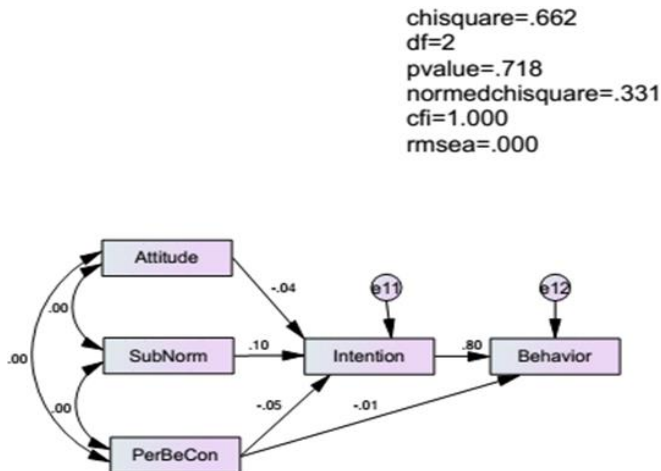 chisquare=.662
df=2
pvalue=.718
normedchisquare=.331
cfi=1.000
rmsea=.000
Attitude
-.04
e11
e12
.00
.00
SubNorm
.10
Intention
.80
Behavior
.00
-.05
-.01
PerBeCon